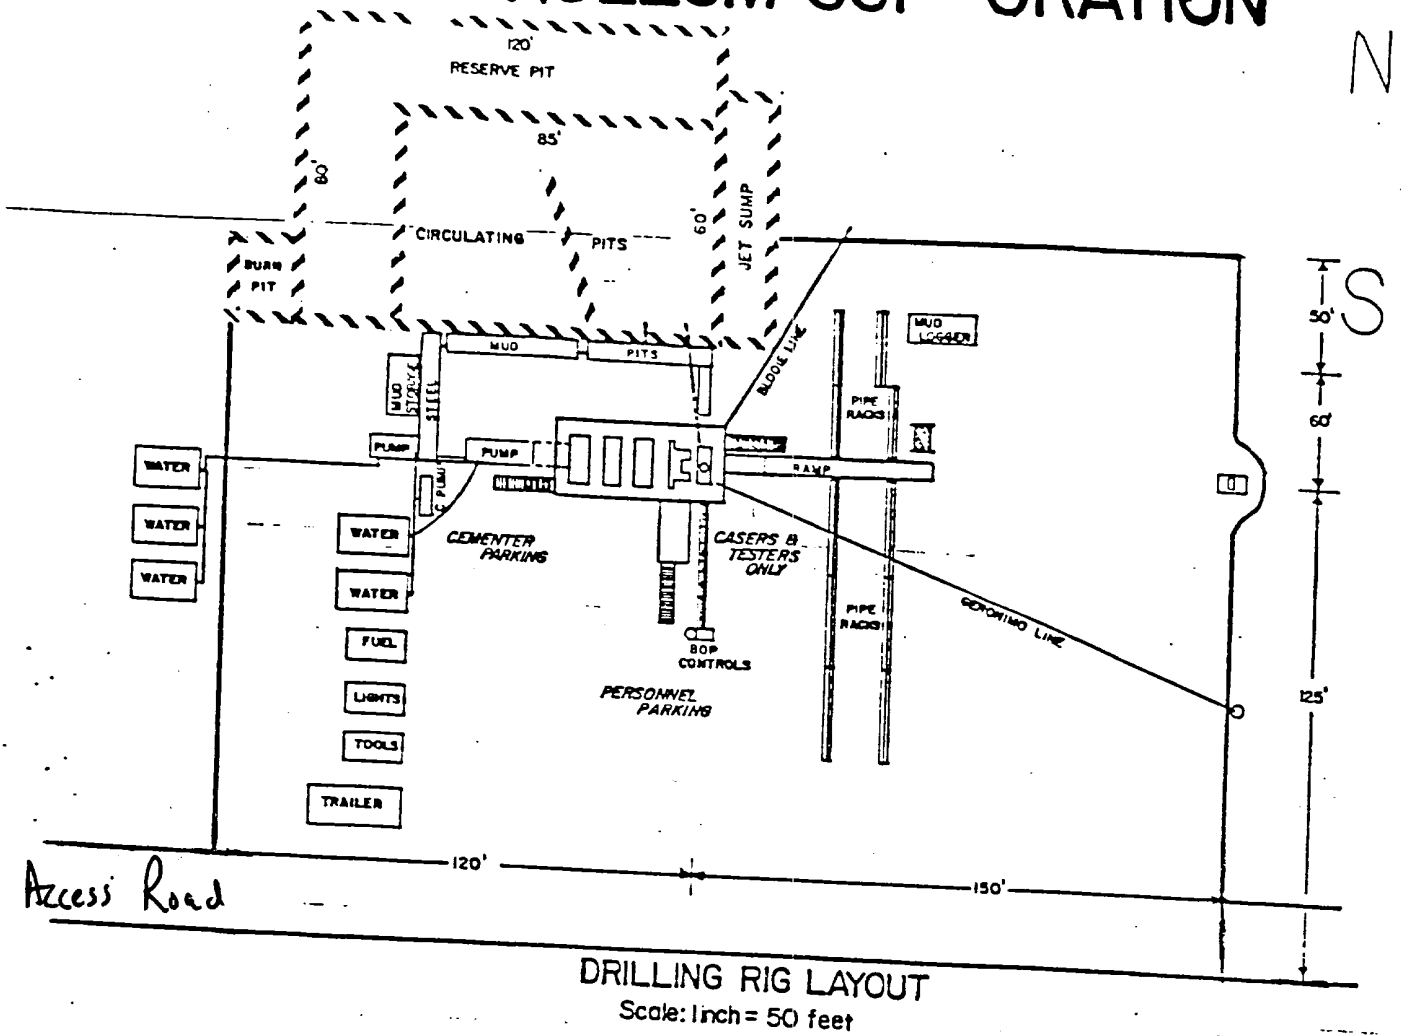 120'
RESERVE PIT
N
85'
80'
60'
JET SUMP
CIRCULATING PITS
BURN
PIT
S
50'
MUD
LOGGER
BLOOIE LINE
MUD PITS
MUD
STORAGE
STEEL
PIPE
RACKS
60'
PUMP
PUMP
RAMP
WATER
WATER
WATER
WATER
WATER
CEMENTER
PARKING
CASERS &
TESTERS
ONLY
PIPE
RACKS
GERONIMO LINE
FUEL
BOP
CONTROLS
LIGHTS
PERSONNEL
PARKING
125'
TOOLS
TRAILER
120'
150'
Access Road
DRILLING RIG LAYOUT
Scale: 1 inch = 50 feet